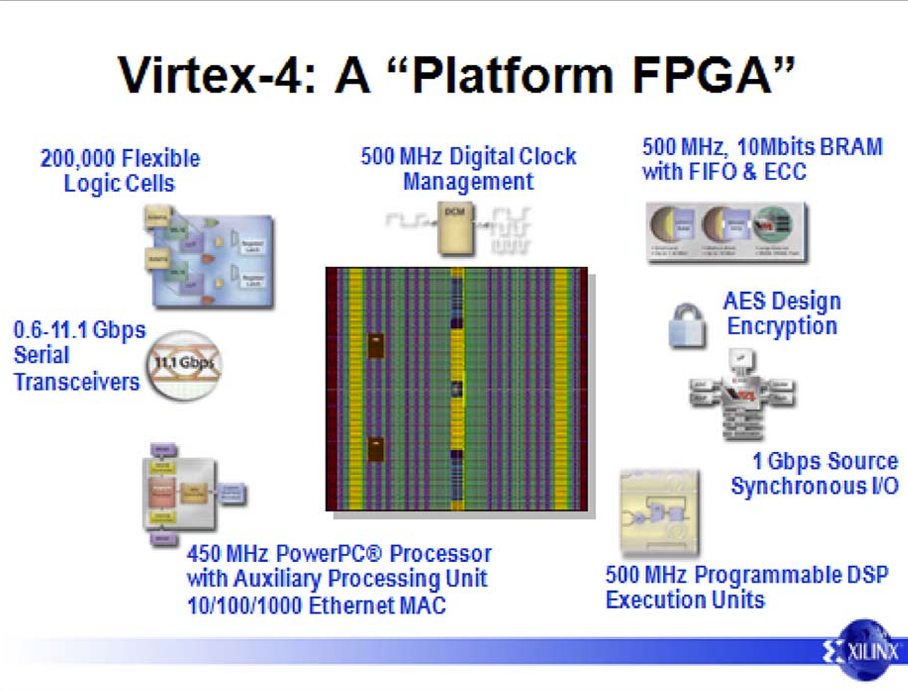 Virtex-4: A “Platform FPGA”
200,000 Flexible
Logic Cells
500 MHz Digital Clock
Management
DCM
500 MHz, 10Mbits BRAM
with FIFO & ECC
0.6-11.1 Gbps
Serial
Transceivers
11.1 Gbps
AES Design
Encryption
1 Gbps Source
Synchronous I/O
450 MHz PowerPC® Processor
with Auxiliary Processing Unit
10/100/1000 Ethernet MAC
500 MHz Programmable DSP
Execution Units
XILINX